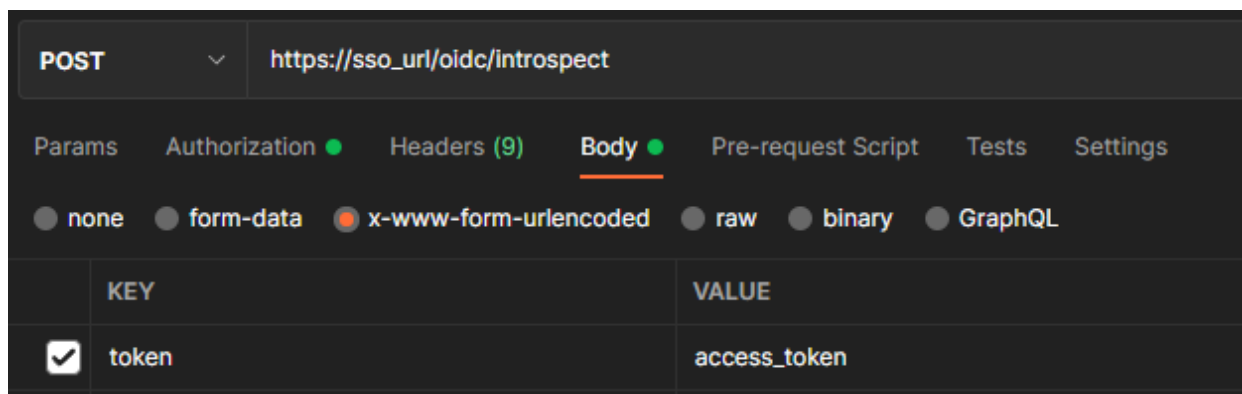 POST https://sso_url/oidc/introspect
Params Authorization Headers (9) Body Pre-request Script Tests Settings
none form-data x-www-form-urlencoded raw binary GraphQL
KEY VALUE
token access_token